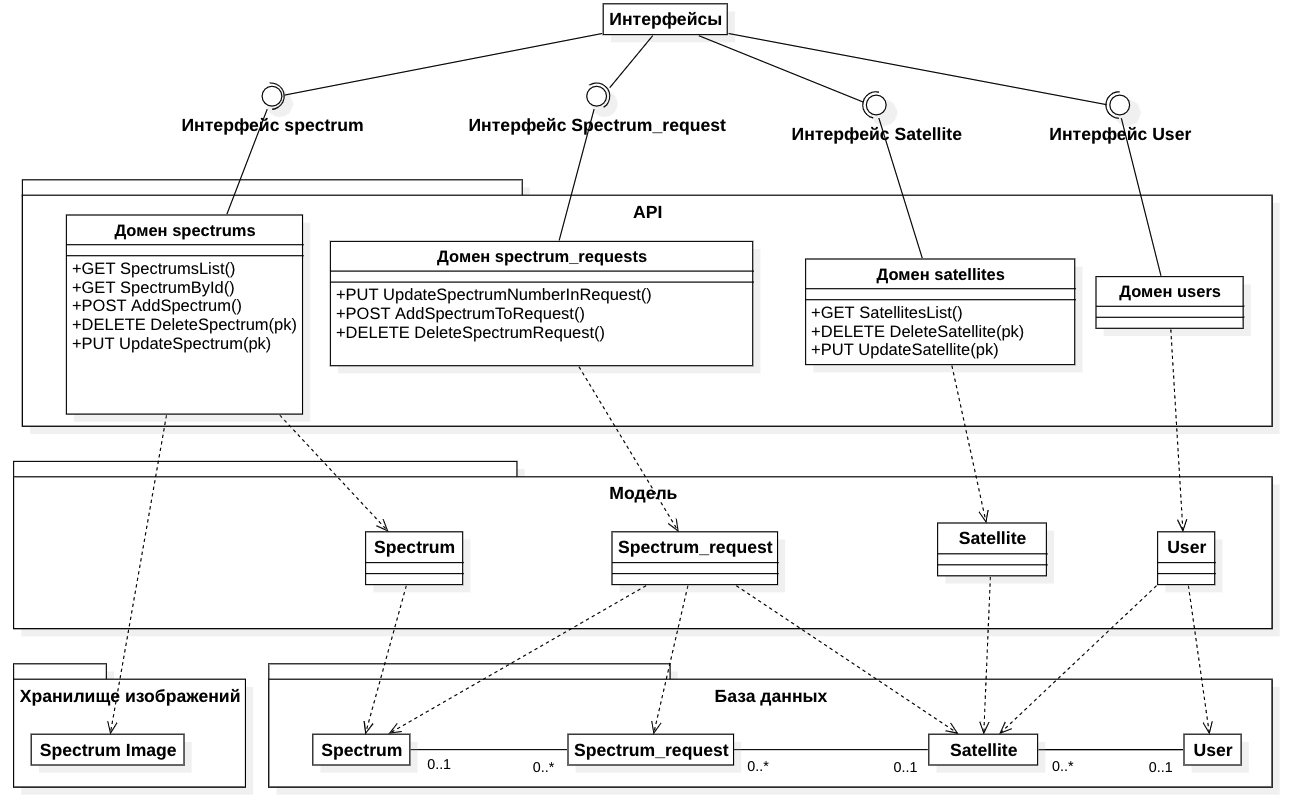 Интерфейсы
Интерфейс spectrum
Интерфейс Spectrum_request
Интерфейс Satellite
Интерфейс User
API
Домен spectrums
+GET SpectrumsList()
+GET SpectrumById()
+POST AddSpectrum()
+DELETE DeleteSpectrum(pk)
+PUT UpdateSpectrum(pk)
Домен spectrum_requests
+PUT UpdateSpectrumNumberInRequest()
+POST AddSpectrumToRequest()
+DELETE DeleteSpectrumRequest()
Домен satellites
+GET SatellitesList()
+DELETE DeleteSatellite(pk)
+PUT UpdateSatellite(pk)
Домен users
Модель
Spectrum
Spectrum_request
Satellite
User
Хранилище изображений
Spectrum Image
База данных
Spectrum
0..1
0..*
Spectrum_request
0..*
0..1
Satellite
0..*
0..1
User